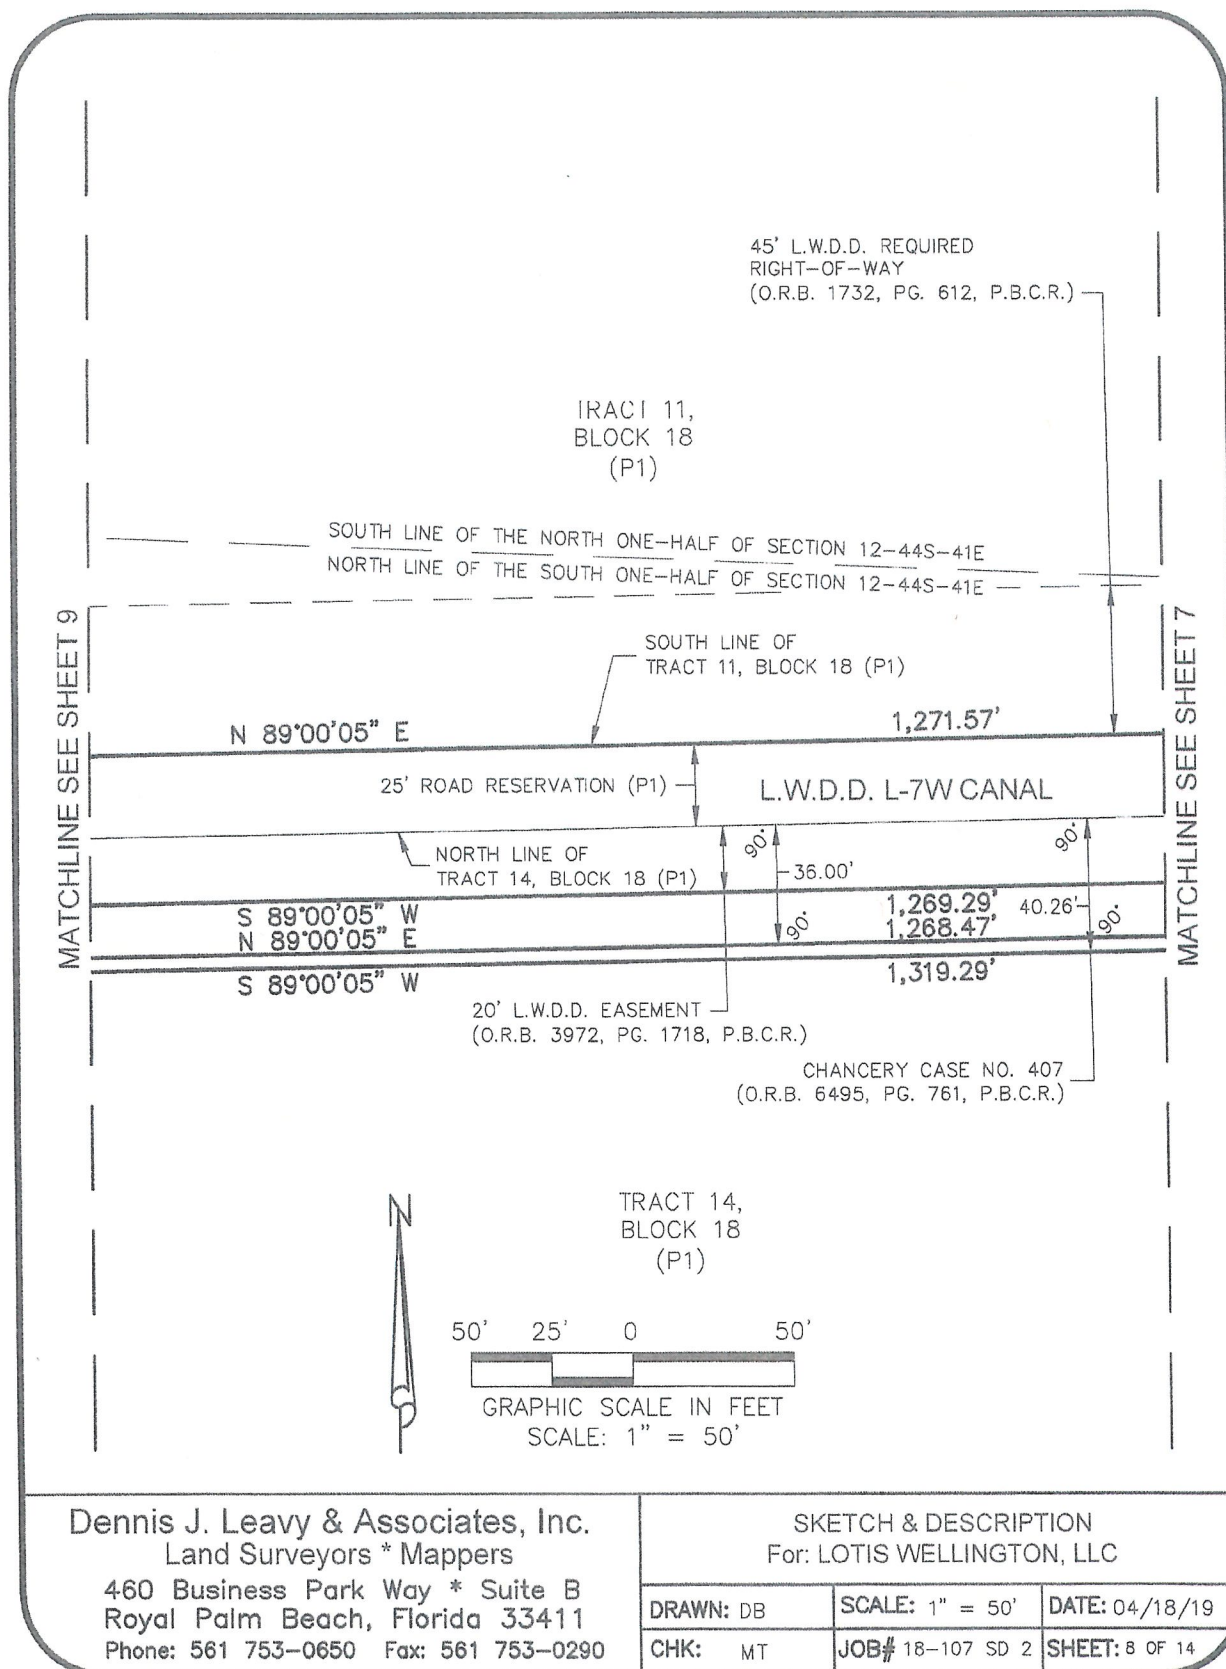 45' L.W.D.D. REQUIRED
RIGHT-OF-WAY
(O.R.B. 1732, PG. 612, P.B.C.R.)
TRACT 11,
BLOCK 18
(P1)
SOUTH LINE OF THE NORTH ONE-HALF OF SECTION 12-44S-41E
NORTH LINE OF THE SOUTH ONE-HALF OF SECTION 12-44S-41E
MATCHLINE SEE SHEET 9
MATCHLINE SEE SHEET 7
SOUTH LINE OF
TRACT 11, BLOCK 18 (P1)
N 89°00'05" E
1,271.57'
25' ROAD RESERVATION (P1)
L.W.D.D. L-7W CANAL
NORTH LINE OF
TRACT 14, BLOCK 18 (P1)
90°
90°
36.00'
S 89°00'05" W
1,269.29'
40.26'
N 89°00'05" E
1,268.47'
90°
90°
S 89°00'05" W
1,319.29'
20' L.W.D.D. EASEMENT
(O.R.B. 3972, PG. 1718, P.B.C.R.)
CHANCERY CASE NO. 407
(O.R.B. 6495, PG. 761, P.B.C.R.)
N
TRACT 14,
BLOCK 18
(P1)
50' 25' 0 50'
GRAPHIC SCALE IN FEET
SCALE: 1" = 50'
Dennis J. Leavy & Associates, Inc.
Land Surveyors * Mappers
460 Business Park Way * Suite B
Royal Palm Beach, Florida 33411
Phone: 561 753-0650 Fax: 561 753-0290
SKETCH & DESCRIPTION
For: LOTIS WELLINGTON, LLC
DRAWN: DB
SCALE: 1" = 50'
DATE: 04/18/19
CHK: MT
JOB# 18-107 SD 2
SHEET: 8 OF 14